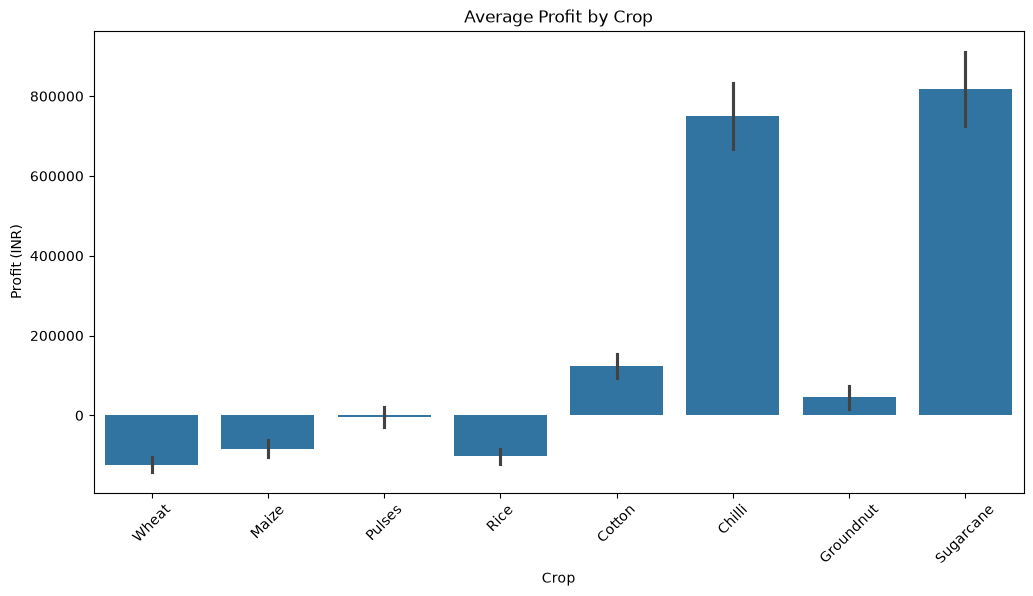 Average Profit by Crop
Profit (INR)
800000
600000
400000
200000
0
Wheat
Maize
Pulses
Rice
Cotton
Chilli
Groundnut
Sugarcane
Crop